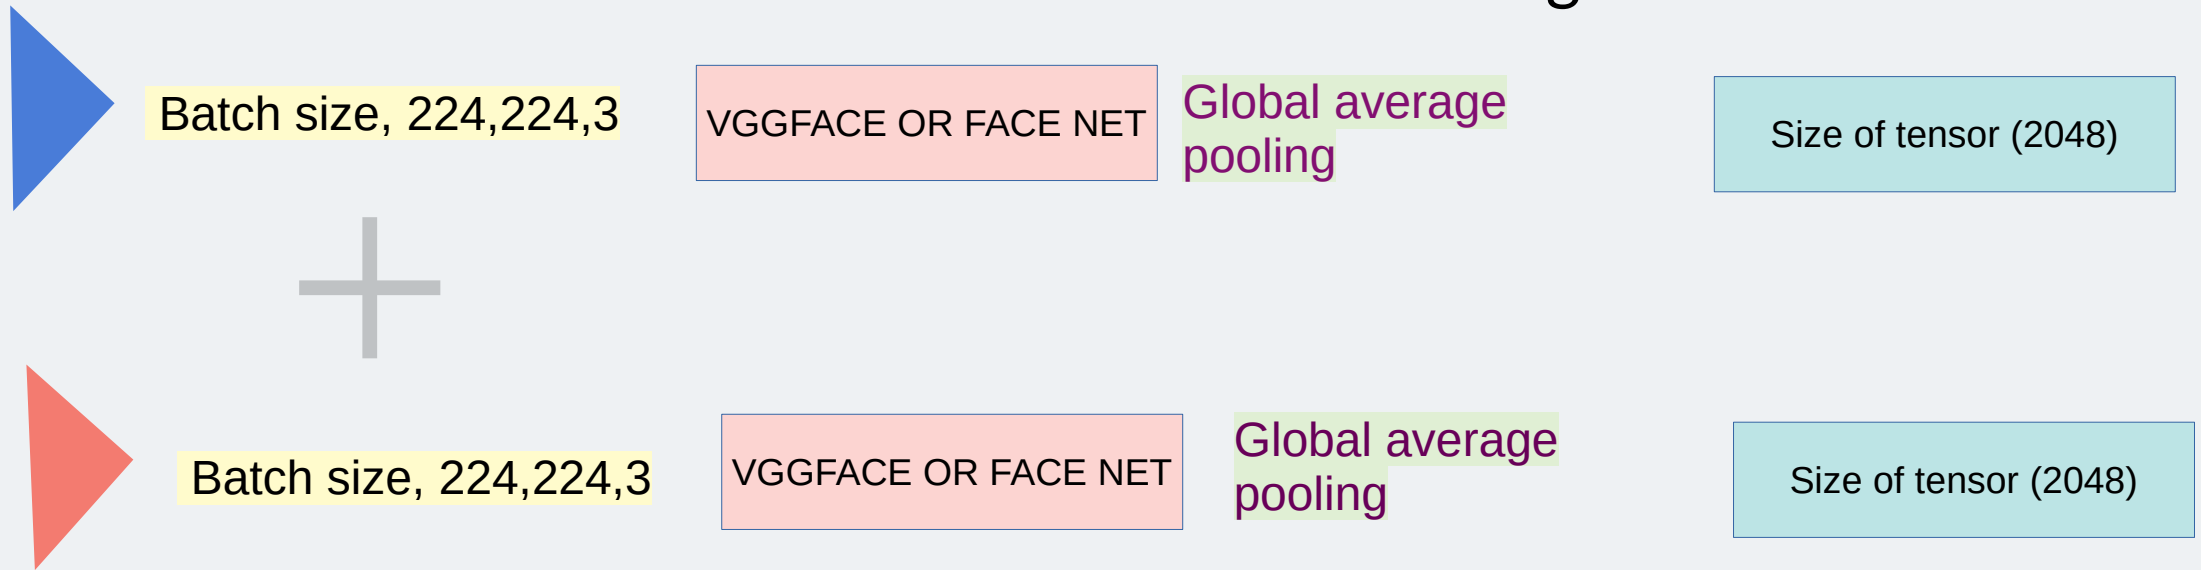 Batch size, 224,224,3
VGGFACE OR FACE NET
Global average
pooling
Size of tensor (2048)
Batch size, 224,224,3
VGGFACE OR FACE NET
Global average
pooling
Size of tensor (2048)